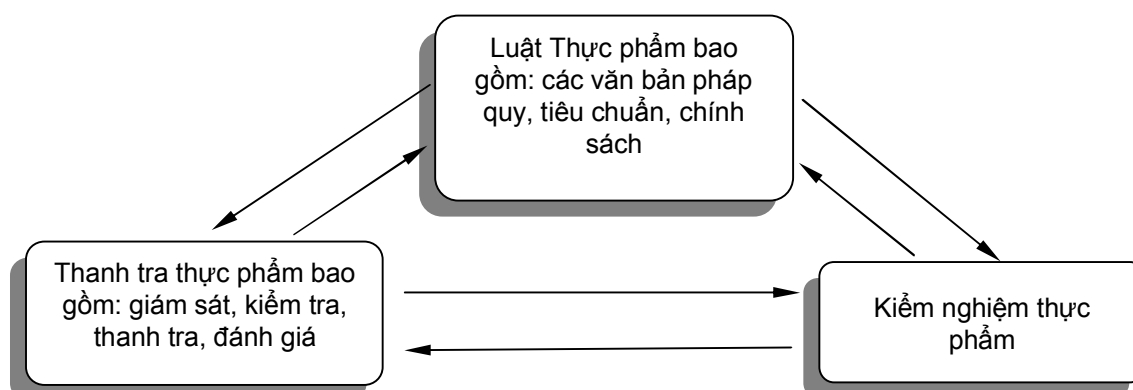 Luật Thực phẩm bao
gồm: các văn bản pháp
quy, tiêu chuẩn, chính
sách
Thanh tra thực phẩm bao
gồm: giám sát, kiểm tra,
thanh tra, đánh giá
Kiểm nghiệm thực
phẩm